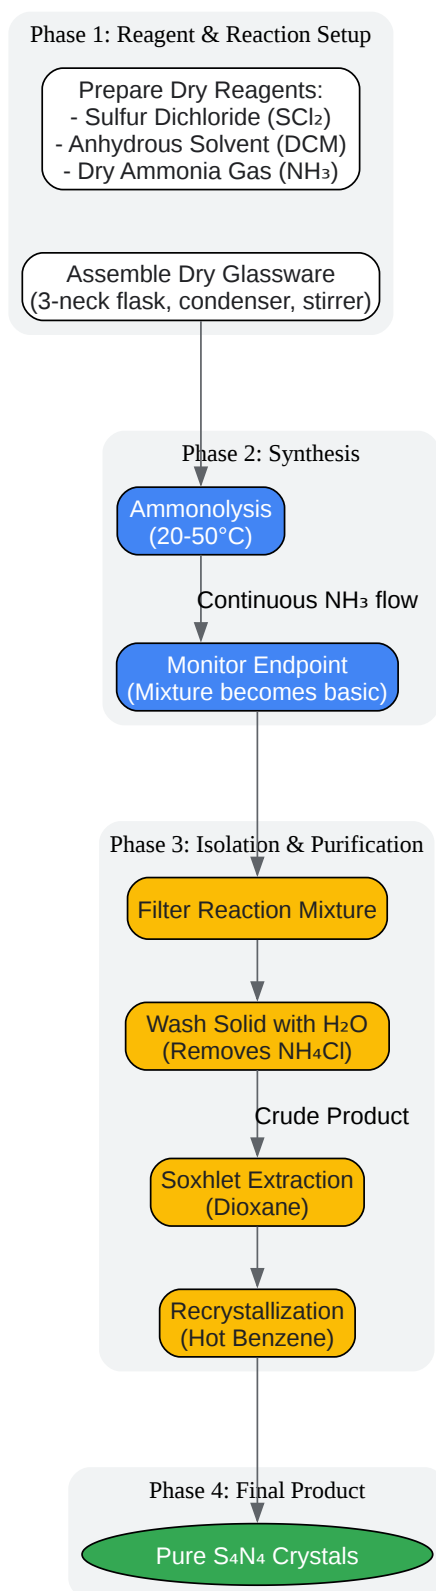 Phase 1: Reagent & Reaction Setup
Prepare Dry Reagents:
- Sulfur Dichloride (SCl₂)
- Anhydrous Solvent (DCM)
- Dry Ammonia Gas (NH₃)
Assemble Dry Glassware
(3-neck flask, condenser, stirrer)
Phase 2: Synthesis
Ammonolysis
(20-50°C)
Continuous NH₃ flow
Monitor Endpoint
(Mixture becomes basic)
Phase 3: Isolation & Purification
Filter Reaction Mixture
Wash Solid with H₂O
(Removes NH₄Cl)
Crude Product
Soxhlet Extraction
(Dioxane)
Recrystallization
(Hot Benzene)
Phase 4: Final Product
Pure S₄N₄ Crystals